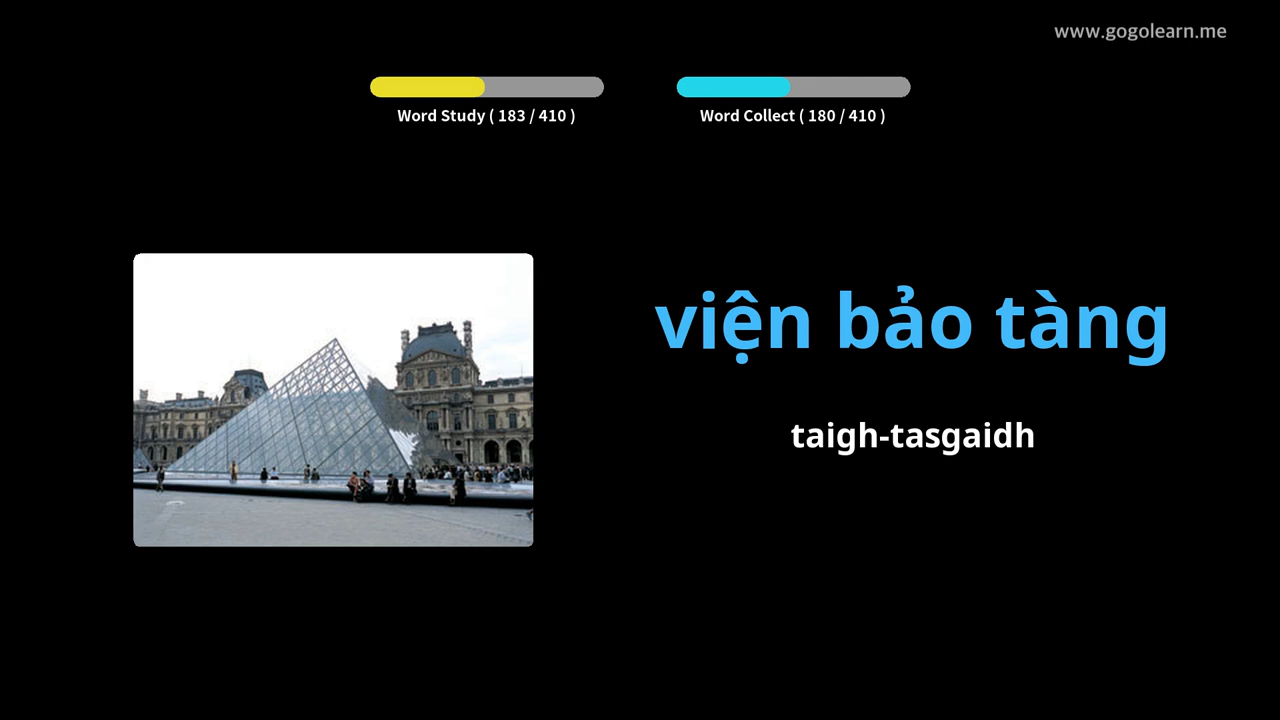 www.gogolearn.me
Word Study ( 183 / 410 )
Word Collect ( 180 / 410 )
viện bảo tàng
taigh-tasgaidh